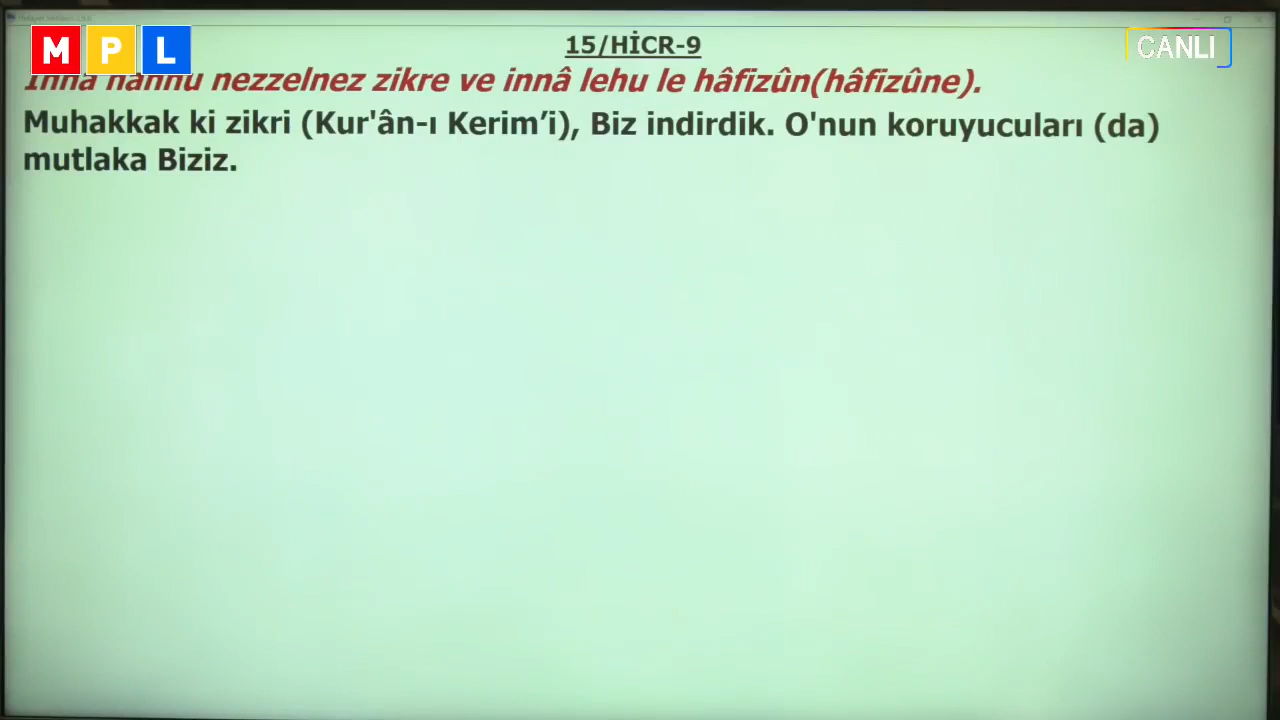 MPL
CANLI
15/HİCR-9
İnnâ nahnu nezzelnez zikre ve innâ lehu le hâfizûn(hâfizûne).
Muhakkak ki zikri (Kur'ân-ı Kerim’i), Biz indirdik. O'nun koruyucuları (da)
mutlaka Biziz.